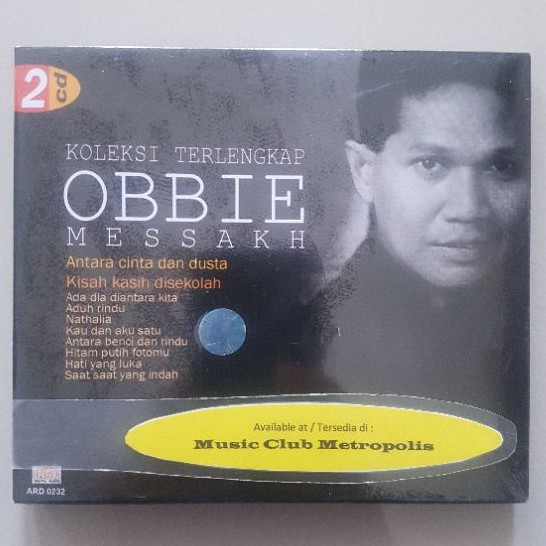 2
cd
KOLEKSI TERLENGKAP
OBBIE
MESSAKH
Antara cinta dan dusta
Kisah kasih disekolah
Ada dia diantara kita
Aduh rindu
Nathalia
Kau dan aku satu
Antara benci dan rindu
Hitam putih fotomu
Hati yang luka
Saat saat yang indah
Available at / Tersedia di :
Music Club Metropolis
ARD 0232